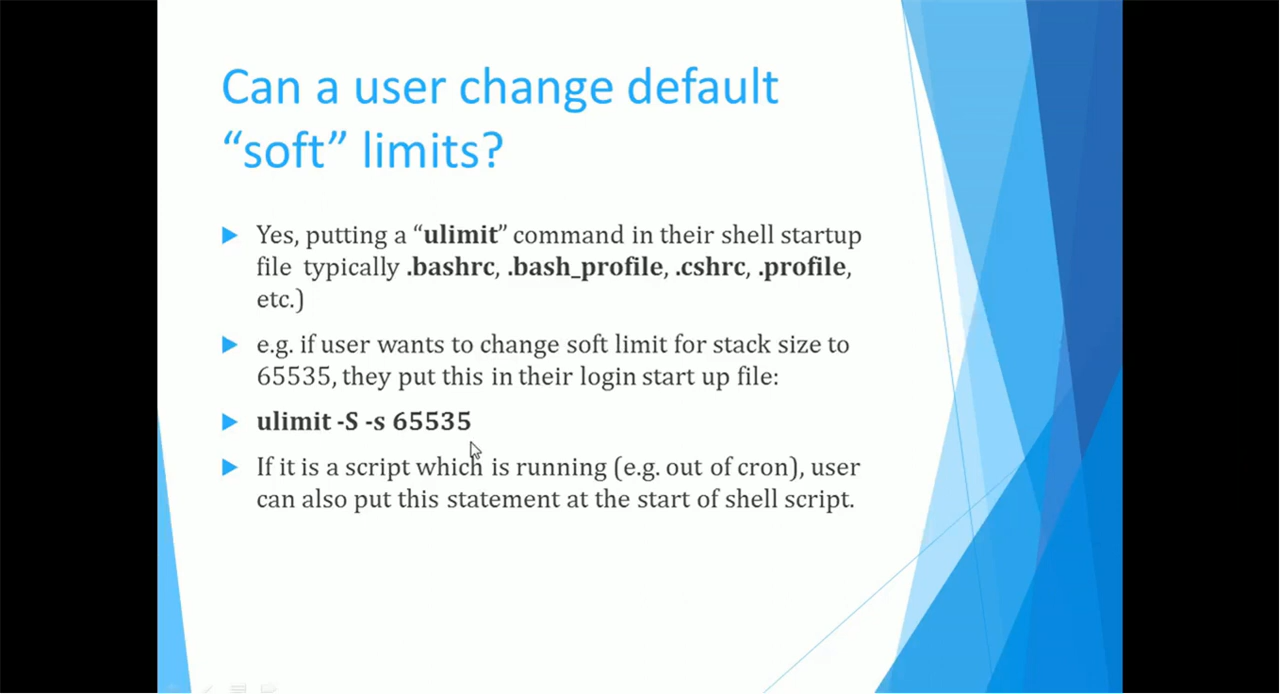 Can a user change default
“soft” limits?
Yes, putting a “ulimit” command in their shell startup
file typically .bashrc, .bash_profile, .cshrc, .profile,
etc.)
e.g. if user wants to change soft limit for stack size to
65535, they put this in their login start up file:
ulimit -S -s 65535
If it is a script which is running (e.g. out of cron), user
can also put this statement at the start of shell script.